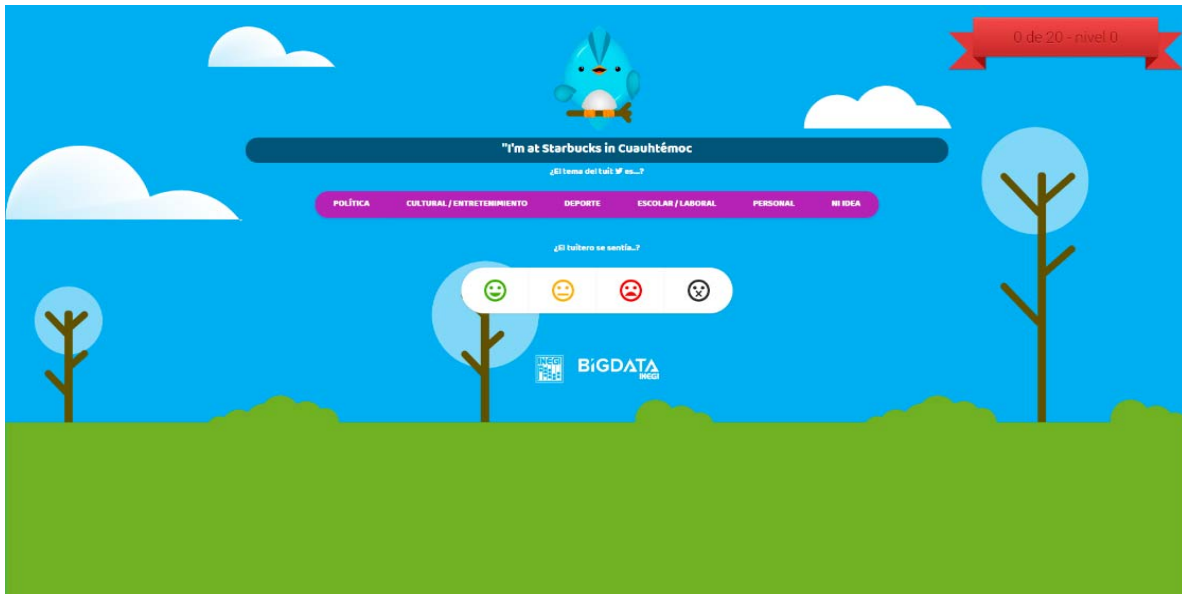 0 de 20 - nivel 0
"I'm at Starbucks in Cuauhtémoc
¿El tema del tuit es...?
POLÍTICA CULTURAL / ENTRETENIMIENTO DEPORTE ESCOLAR / LABORAL PERSONAL NI IDEA
¿El tuitero se sentía..?
INEGI BiGDATA
INEGI